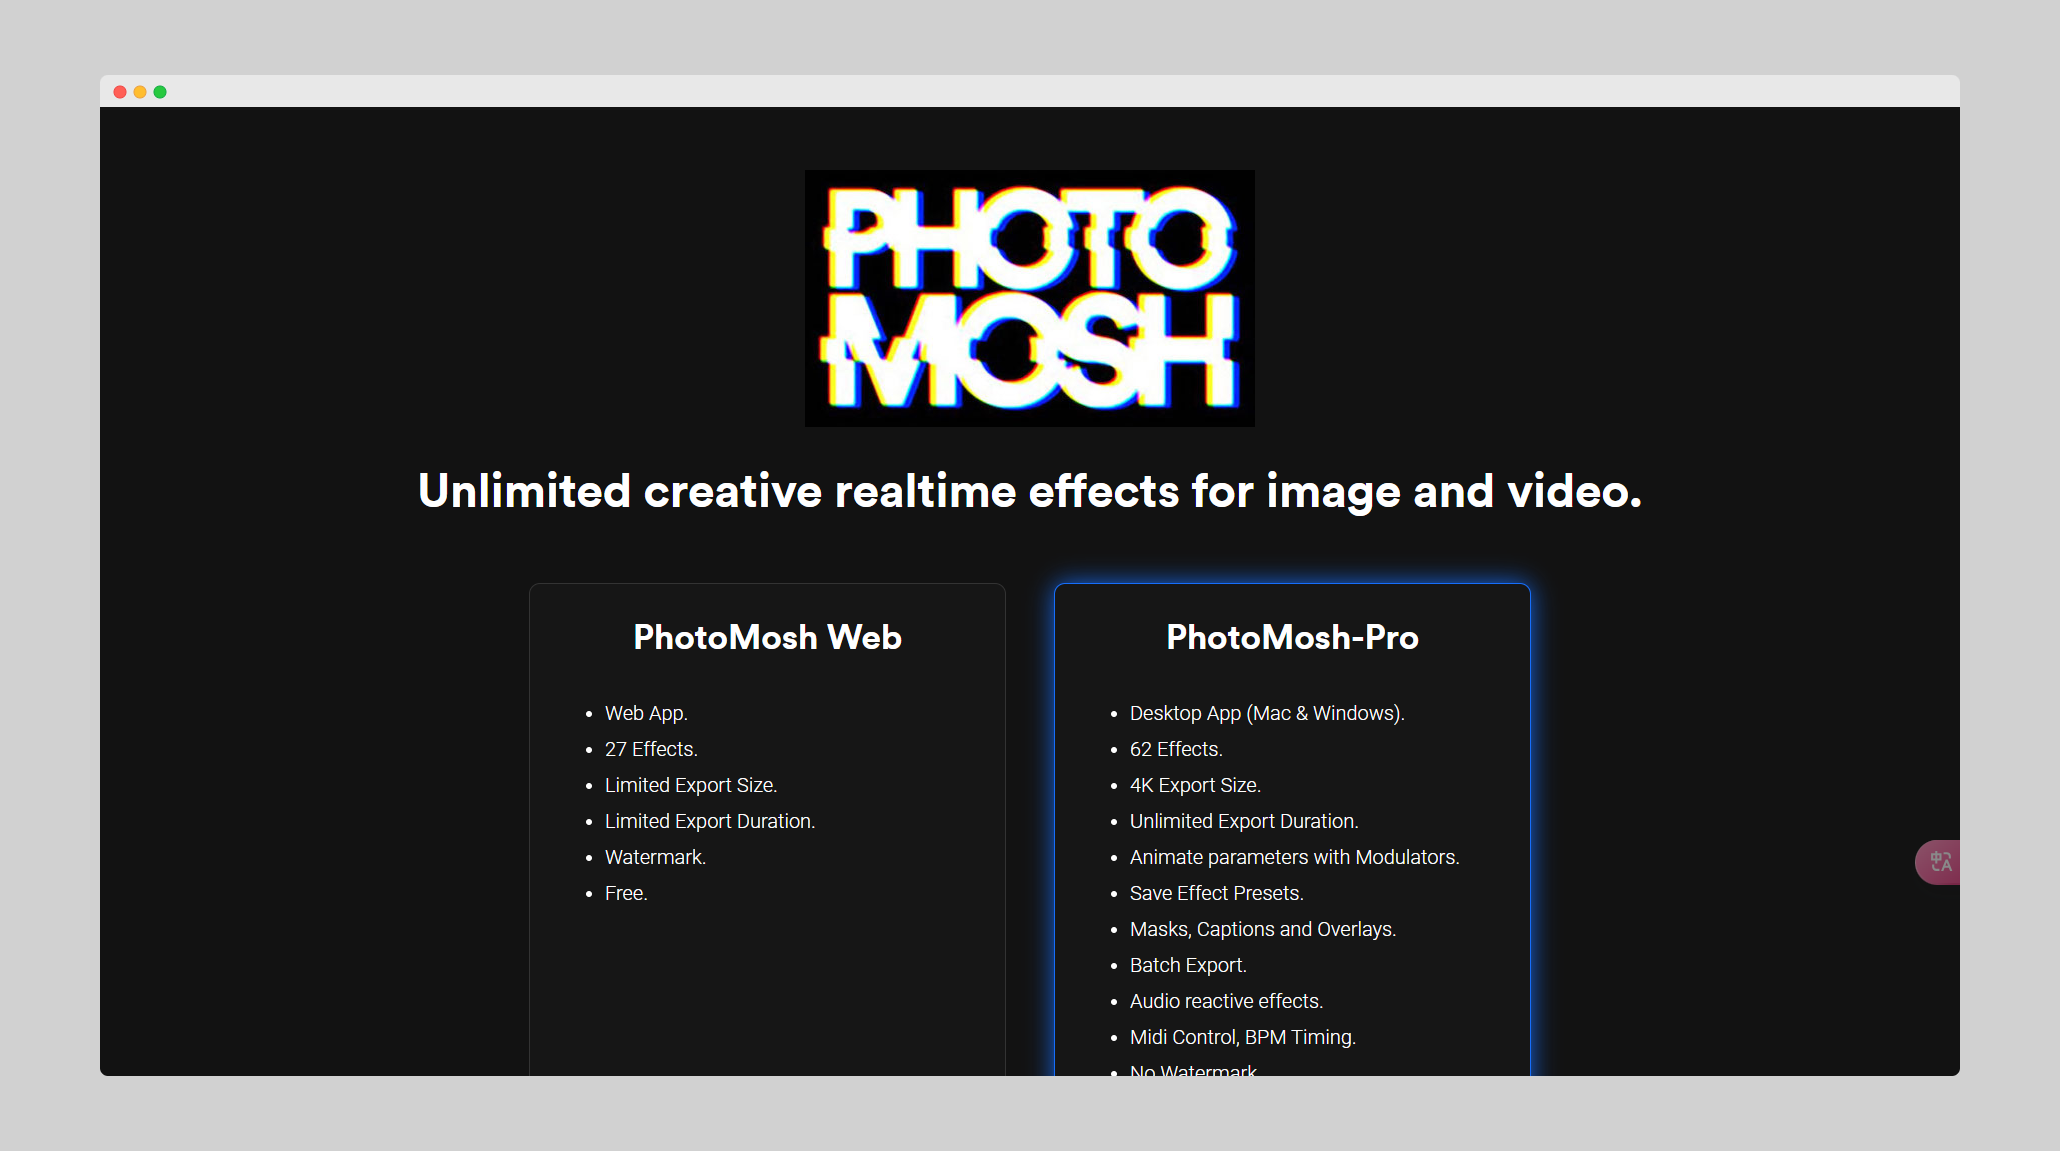 PHOTO
MOSH
Unlimited creative realtime effects for image and video.
PhotoMosh Web
• Web App.
• 27 Effects.
• Limited Export Size.
• Limited Export Duration.
• Watermark.
• Free.
PhotoMosh-Pro
• Desktop App (Mac & Windows).
• 62 Effects.
• 4K Export Size.
• Unlimited Export Duration.
• Animate parameters with Modulators.
• Save Effect Presets.
• Masks, Captions and Overlays.
• Batch Export.
• Audio reactive effects.
• Midi Control, BPM Timing.
• No Watermark
中A